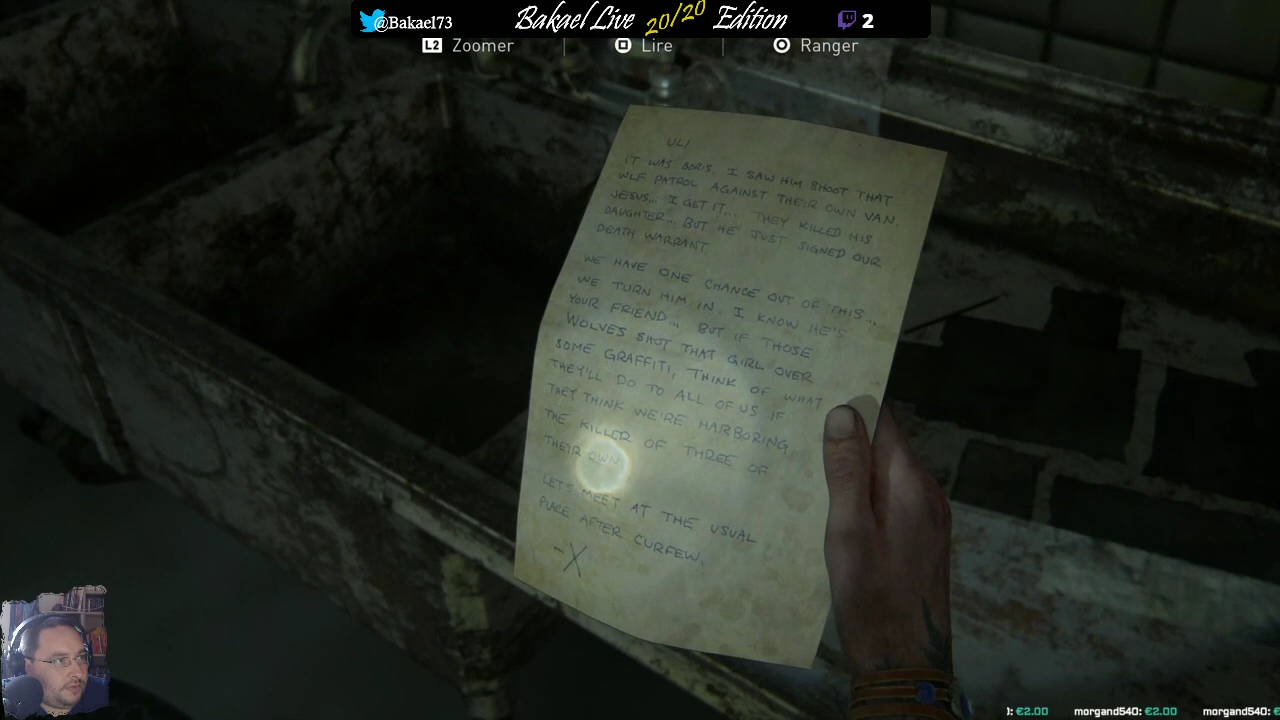 @Bakael73
Bakael Live 20/20 Edition
2
L2 Zoomer
Lire
Ranger
ULI
IT WAS BORIS. I SAW HIM SHOOT THAT
WLF PATROL AGAINST THEIR OWN VAN.
JESUS... I GET IT... THEY KILLED HIS
DAUGHTER... BUT HE JUST SIGNED OUR
DEATH WARRANT.
WE HAVE ONE CHANCE OUT OF THIS...
WE TURN HIM IN. I KNOW HE'S
YOUR FRIEND... BUT IF THOSE
WOLVES SHOT THAT GIRL OVER
SOME GRAFFITI, THINK OF WHAT
THEY'LL DO TO ALL OF US IF
THEY THINK WE'RE HARBORING
THE KILLER OF THREE OF
THEIR OWN.
LET'S MEET AT THE USUAL
PLACE AFTER CURFEW.
-X
): €2.00 morgand540: €2.00 morgand540: €